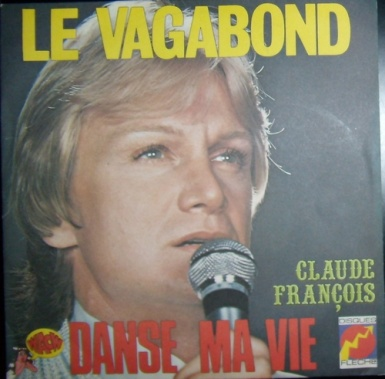 LE VAGABOND
CLAUDE
FRANÇOIS
DANSE MA VIE
DISQUES
FLECHE